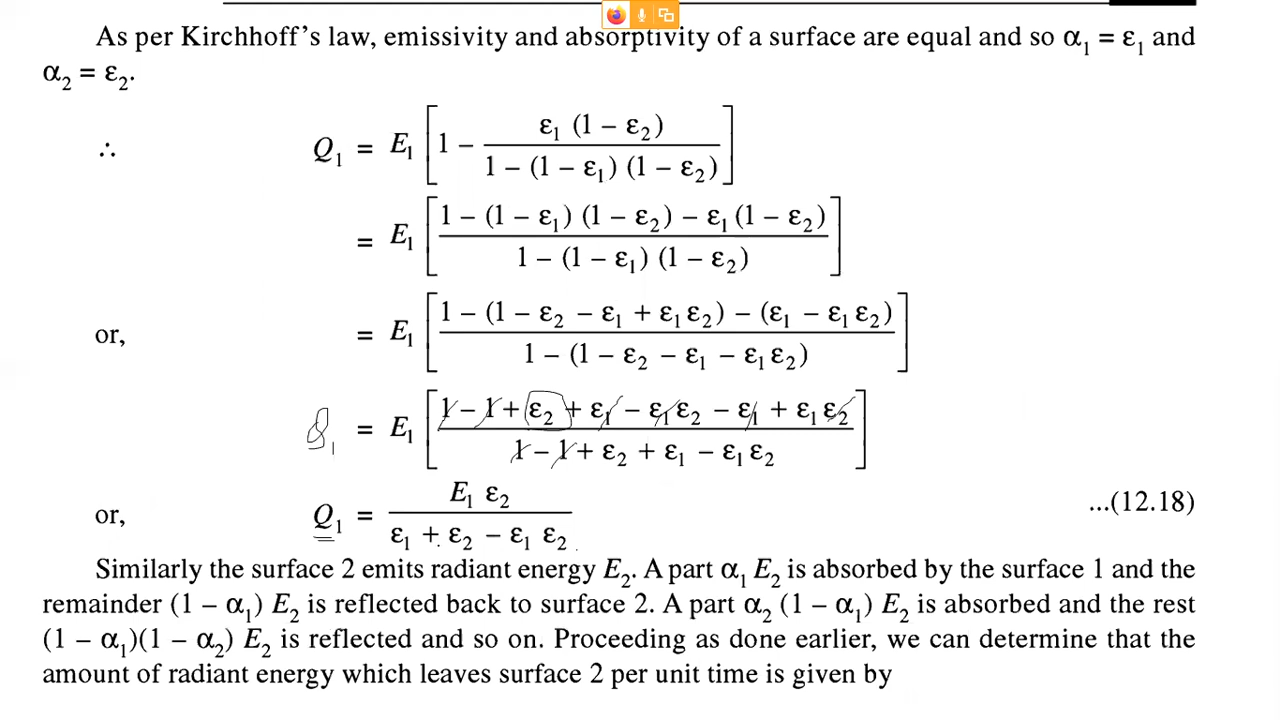 As per Kirchhoff's law, emissivity and absorptivity of a surface are equal and so α₁ = ε₁ and
α₂ = ε₂.
∴ Q₁ = E₁ [1 − ε₁ (1 − ε₂) / 1 − (1 − ε₁) (1 − ε₂)]
= E₁ [1 − (1 − ε₁) (1 − ε₂) − ε₁ (1 − ε₂) / 1 − (1 − ε₁) (1 − ε₂)]
or, = E₁ [1 − (1 − ε₂ − ε₁ + ε₁ ε₂) − (ε₁ − ε₁ ε₂) / 1 − (1 − ε₂ − ε₁ − ε₁ ε₂)]
Q₁ = E₁ [1 − 1 + ε₂ + ε₁ − ε₁ ε₂ − ε₁ + ε₁ ε₂ / 1 − 1 + ε₂ + ε₁ − ε₁ ε₂]
or, Q₁ = E₁ ε₂ / ε₁ + ε₂ − ε₁ ε₂ ...(12.18)
Similarly the surface 2 emits radiant energy E₂. A part α₁ E₂ is absorbed by the surface 1 and the
remainder (1 − α₁) E₂ is reflected back to surface 2. A part α₂ (1 − α₁) E₂ is absorbed and the rest
(1 − α₁)(1 − α₂) E₂ is reflected and so on. Proceeding as done earlier, we can determine that the
amount of radiant energy which leaves surface 2 per unit time is given by